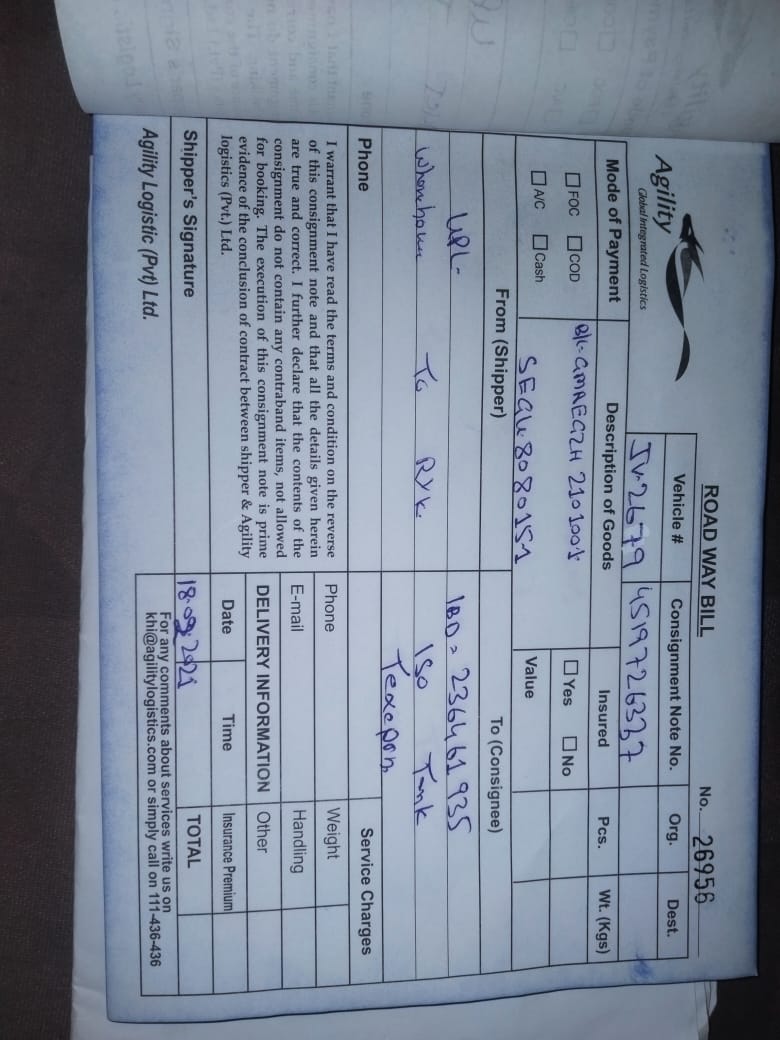 ROAD WAY BILL
No. 26956
Agility
Global Integrated Logistics
Vehicle #
Consignment Note No.
Org.
Dest.
JV-2679
4519726337
Mode of Payment
Description of Goods
Insured
Pcs.
Wt. (Kgs)
FOC
COD
Yes
No
A/C
Cash
SEGU 8080151
Value
From (Shipper)
To (Consignee)
UPL-
IBD = 236461935
To RYK
ISO Tank
Phone
Service Charges
I warrant that I have read the terms and condition on the reverse
of this consignment note and that all the details given herein
are true and correct. I further declare that the contents of the
consignment do not contain any contraband items, not allowed
for booking. The execution of this consignment note is prime
evidence of the conclusion of contract between shipper & Agility
logistics (Pvt.) Ltd.
Phone
Weight
E-mail
Handling
DELIVERY INFORMATION
Other
Date
Time
Insurance Premium
Shipper's Signature
TOTAL
Agility Logistic (Pvt) Ltd.
For any comments about services write us on
khi@agilitylogistics.com or simply call on 111-436-436